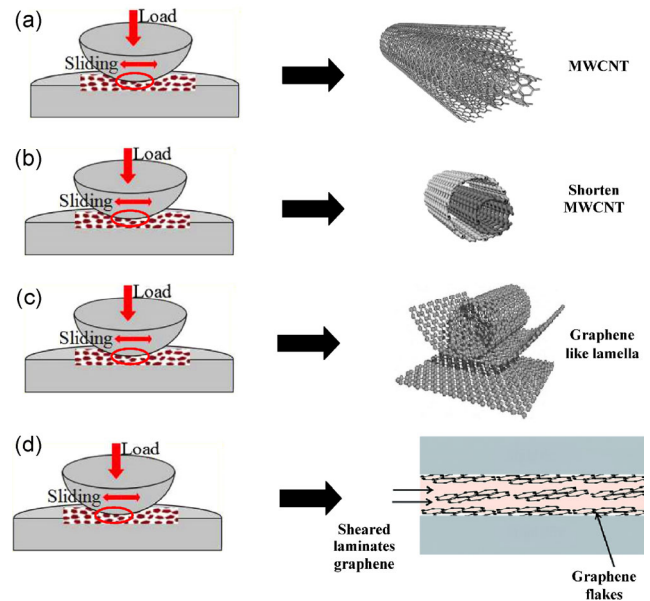 (a)
Load
Sliding
MWCNT
(b)
Load
Sliding
Shorten
MWCNT
(c)
Load
Sliding
Graphene
like lamella
(d)
Load
Sliding
Sheared
laminates
graphene
Graphene
flakes